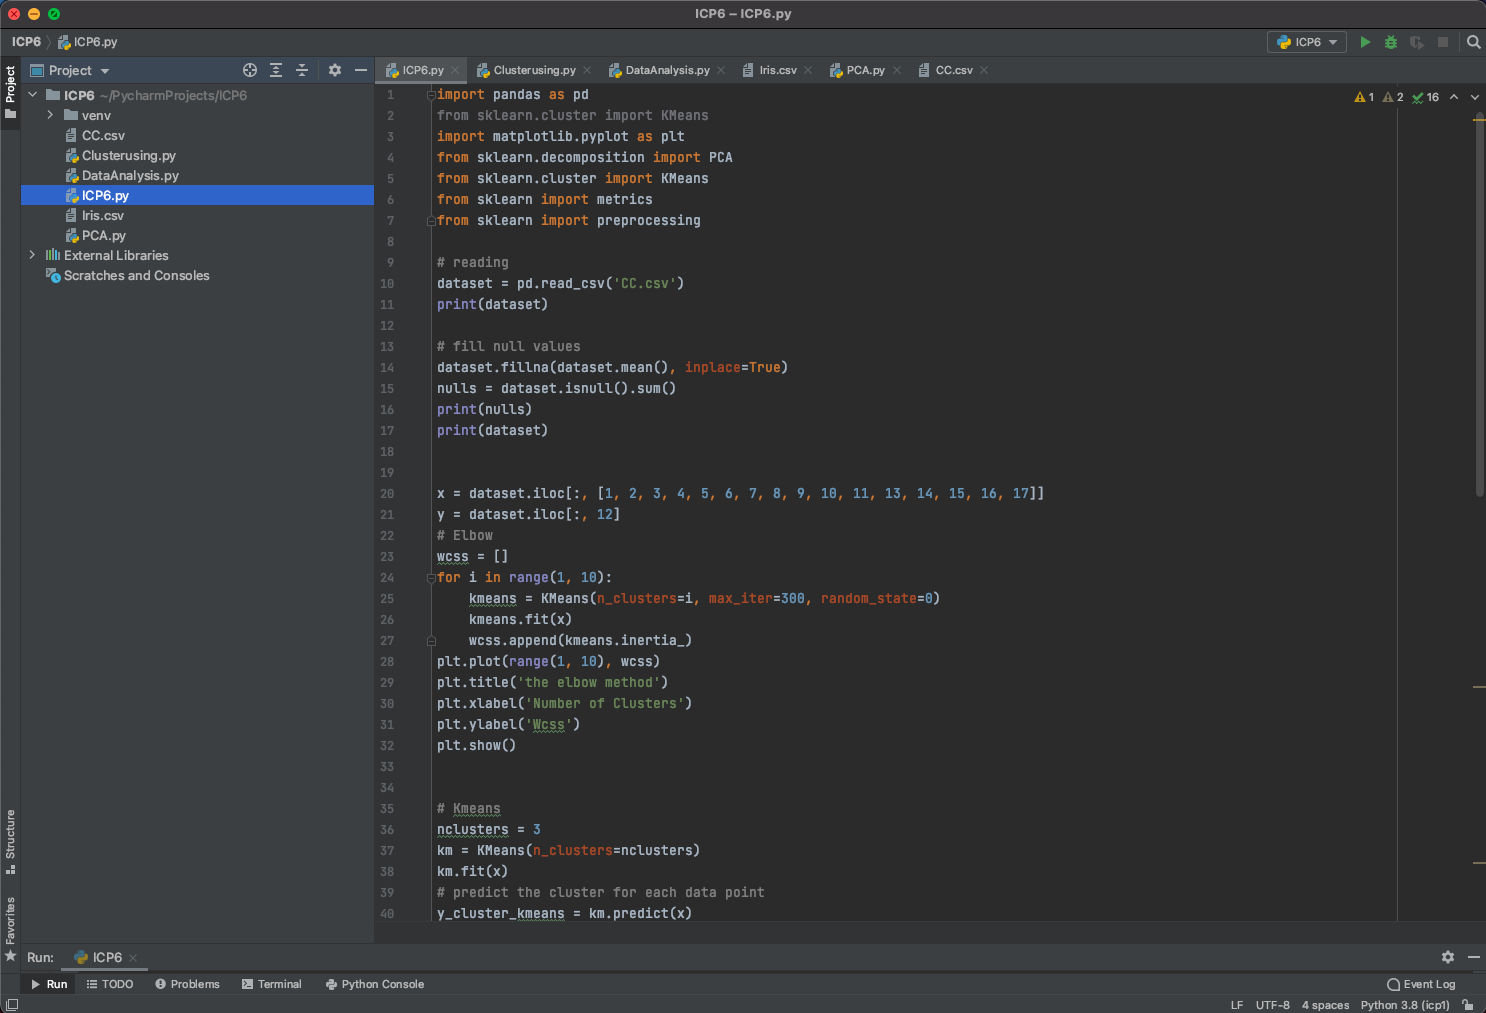 ICP6 – ICP6.py
ICP6 ICP6.py
ICP6
Project
Project
ICP6 ~/PycharmProjects/ICP6
venv
CC.csv
Clusterusing.py
DataAnalysis.py
ICP6.py
Iris.csv
PCA.py
External Libraries
Scratches and Consoles
ICP6.py Clusterusing.py DataAnalysis.py Iris.csv PCA.py CC.csv
1 2 16
1 import pandas as pd
2 from sklearn.cluster import KMeans
3 import matplotlib.pyplot as plt
4 from sklearn.decomposition import PCA
5 from sklearn.cluster import KMeans
6 from sklearn import metrics
7 from sklearn import preprocessing
8
9 # reading
10 dataset = pd.read_csv('CC.csv')
11 print(dataset)
12
13 # fill null values
14 dataset.fillna(dataset.mean(), inplace=True)
15 nulls = dataset.isnull().sum()
16 print(nulls)
17 print(dataset)
18
19
20 x = dataset.iloc[:, [1, 2, 3, 4, 5, 6, 7, 8, 9, 10, 11, 13, 14, 15, 16, 17]]
21 y = dataset.iloc[:, 12]
22 # Elbow
23 wcss = []
24 for i in range(1, 10):
25     kmeans = KMeans(n_clusters=i, max_iter=300, random_state=0)
26     kmeans.fit(x)
27     wcss.append(kmeans.inertia_)
28 plt.plot(range(1, 10), wcss)
29 plt.title('the elbow method')
30 plt.xlabel('Number of Clusters')
31 plt.ylabel('Wcss')
32 plt.show()
33
34
35 # Kmeans
36 nclusters = 3
37 km = KMeans(n_clusters=nclusters)
38 km.fit(x)
39 # predict the cluster for each data point
40 y_cluster_kmeans = km.predict(x)
Structure
Favorites
Run: ICP6
Run TODO Problems Terminal Python Console Event Log
LF UTF-8 4 spaces Python 3.8 (icp1)